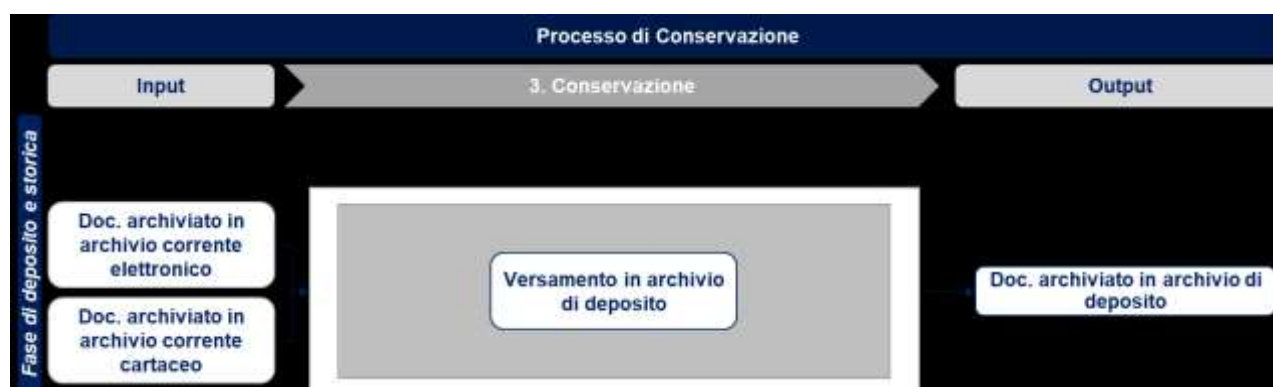 Processo di Conservazione
Input
3. Conservazione
Output
Fase di deposito e storica
Doc. archiviato in
archivio corrente
elettronico
Doc. archiviato in
archivio corrente
cartaceo
Versamento in archivio
di deposito
Doc. archiviato in archivio di
deposito